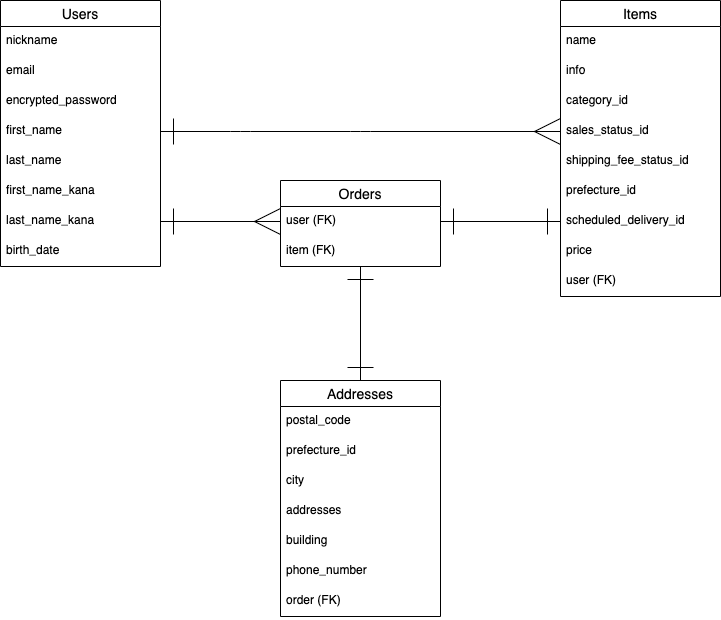 Users
nickname
email
encrypted_password
first_name
last_name
first_name_kana
last_name_kana
birth_date
Items
name
info
category_id
sales_status_id
shipping_fee_status_id
prefecture_id
scheduled_delivery_id
price
user (FK)
Orders
user (FK)
item (FK)
Addresses
postal_code
prefecture_id
city
addresses
building
phone_number
order (FK)